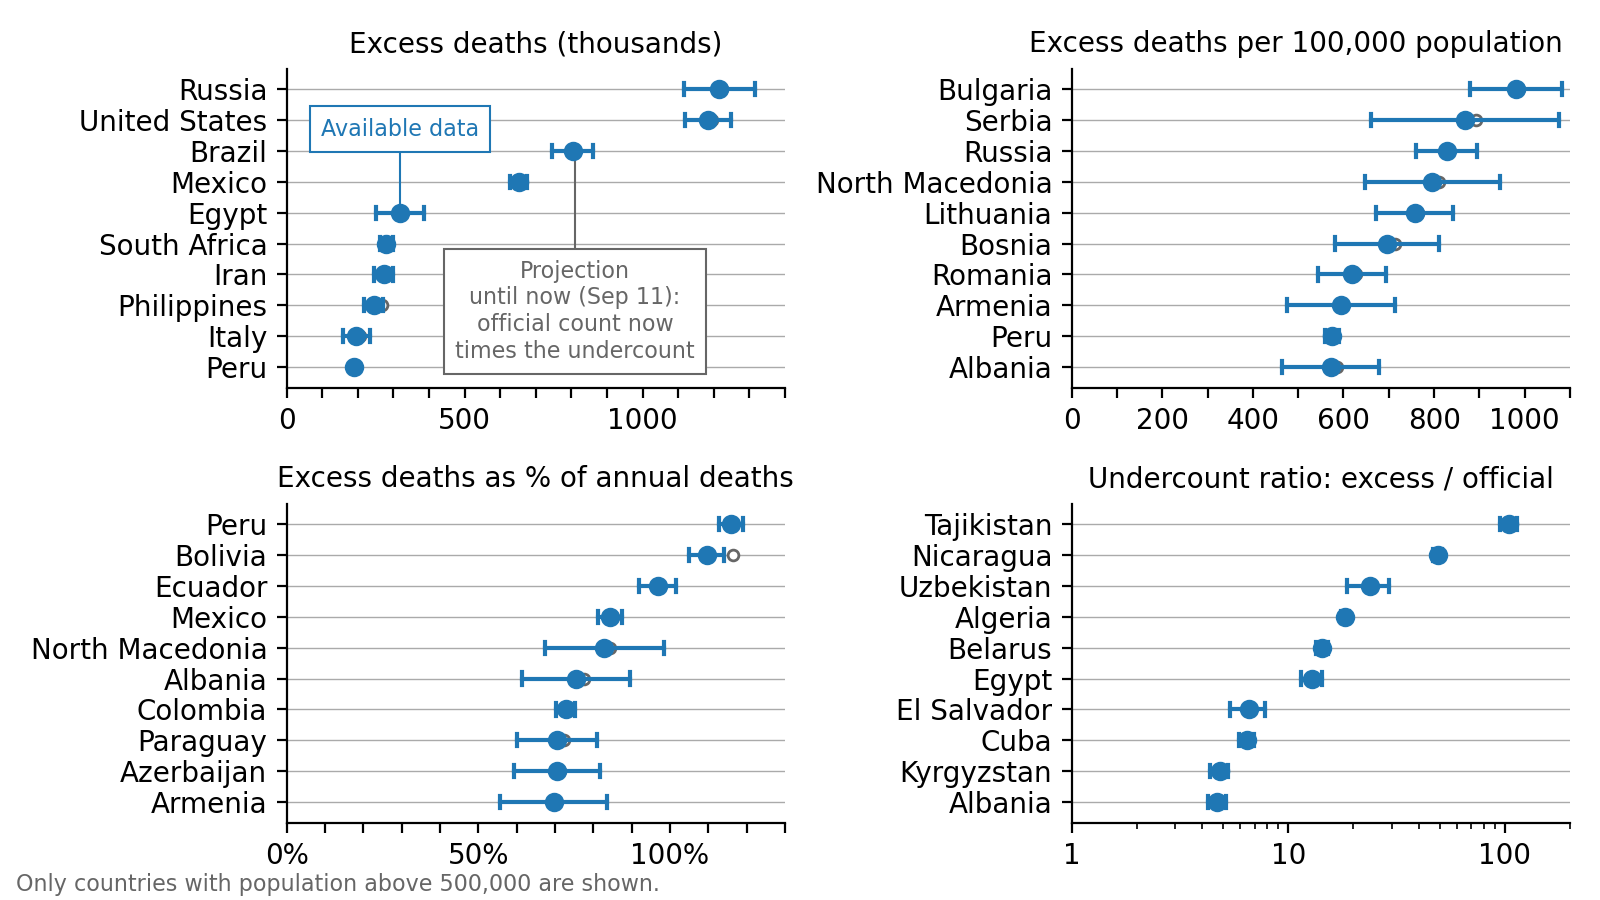 Excess deaths (thousands)
Russia
United States
Brazil
Mexico
Egypt
South Africa
Iran
Philippines
Italy
Peru
Available data
Projection
until now (Sep 11):
official count now
times the undercount
0 500 1000
Excess deaths per 100,000 population
Bulgaria
Serbia
Russia
North Macedonia
Lithuania
Bosnia
Romania
Armenia
Peru
Albania
0 200 400 600 800 1000
Excess deaths as % of annual deaths
Peru
Bolivia
Ecuador
Mexico
North Macedonia
Albania
Colombia
Paraguay
Azerbaijan
Armenia
0% 50% 100%
Undercount ratio: excess / official
Tajikistan
Nicaragua
Uzbekistan
Algeria
Belarus
Egypt
El Salvador
Cuba
Kyrgyzstan
Albania
1 10 100
Only countries with population above 500,000 are shown.